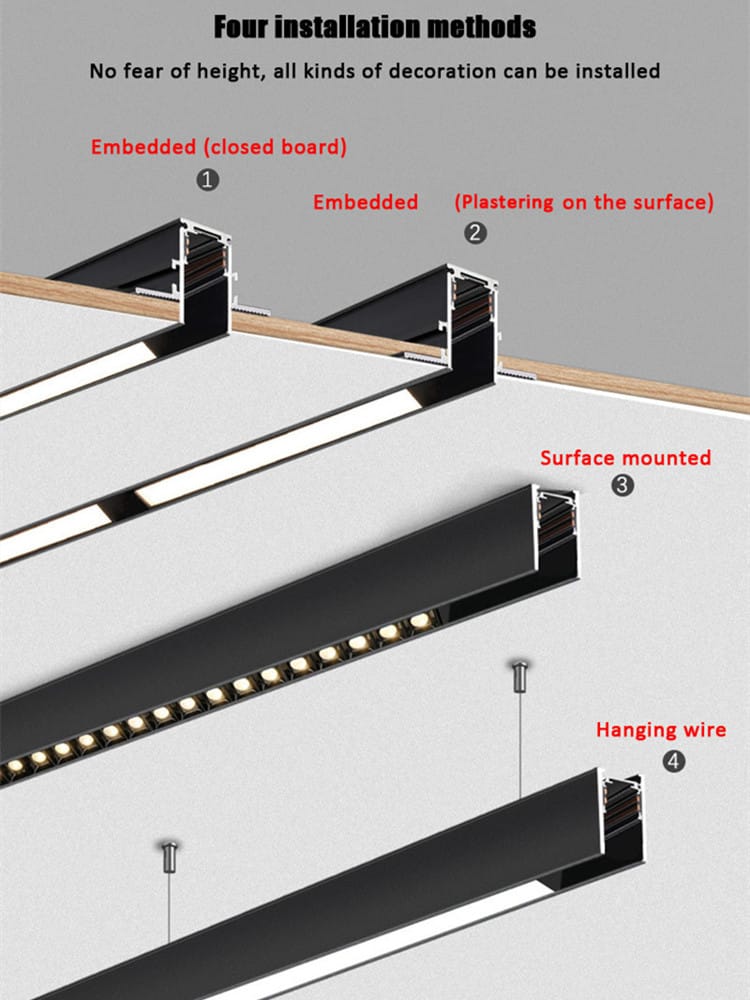 Four installation methods
No fear of height, all kinds of decoration can be installed
Embedded (closed board)
1
Embedded (Plastering on the surface)
2
Surface mounted
3
Hanging wire
4